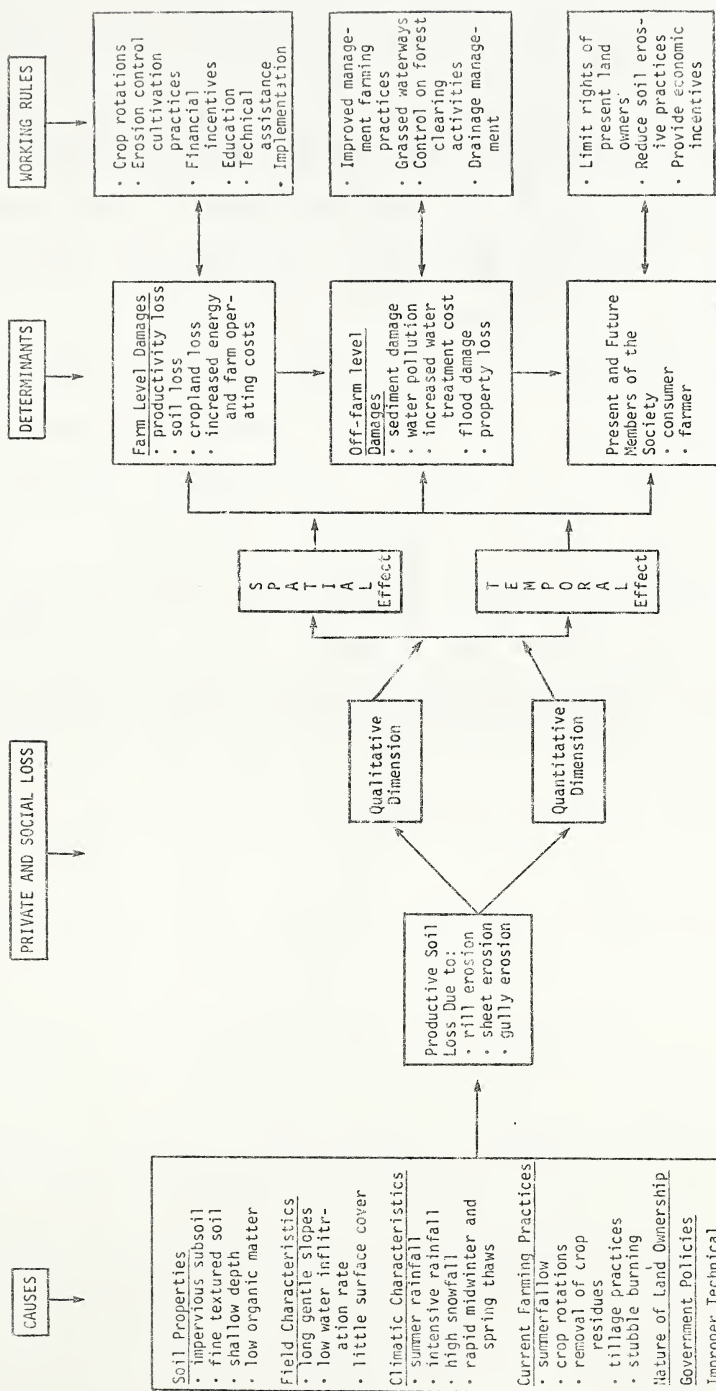 CAUSES
Soil Properties
• impervious subsoil
• fine textured soil
• shallow depth
• low organic matter
Field Characteristics
• long gentle slopes
• low water inflitr-
ation rate
• little surface cover
Climatic Characteristics
• summer rainfall
• intensive rainfall
• high snowfall
• rapid midwinter and
spring thaws
Current Farming Practices
• summerfallow
• crop rotations
• removal of crop
residues
• tillage practices
• stubble burning
Nature of Land Ownership
Government Policies
Improper Technical
PRIVATE AND SOCIAL LOSS
Productive Soil
Loss Due to:
• rill erosion
• sheet erosion
• gully erosion
Qualitative
Dimension
Quantitative
Dimension
S
P
A
T
I
A
L
Effect
T
E
M
P
O
R
A
L
Effect
DETERMINANTS
Farm Level Damages
• productivity loss
• soil loss
• cropland loss
• increased energy
and farm oper-
ating costs
Off-farm level
Damages
• sediment damage
• water pollution
• increased water
treatment cost
• flood damage
• property loss
Present and Future
Members of the
Society
• consumer
• farmer
WORKING RULES
• Crop rotations
• Erosion control
cultivation
practices
• Financial
incentives
• Education
• Technical
assistance
• Implementation
• Improved manage-
ment farming
practices
• Grassed waterways
• Control on forest
clearing
activities
• Drainage manage-
ment
• Limit rights of
present land
owners
• Reduce soil eros-
ive practices
• Provide economic
incentives